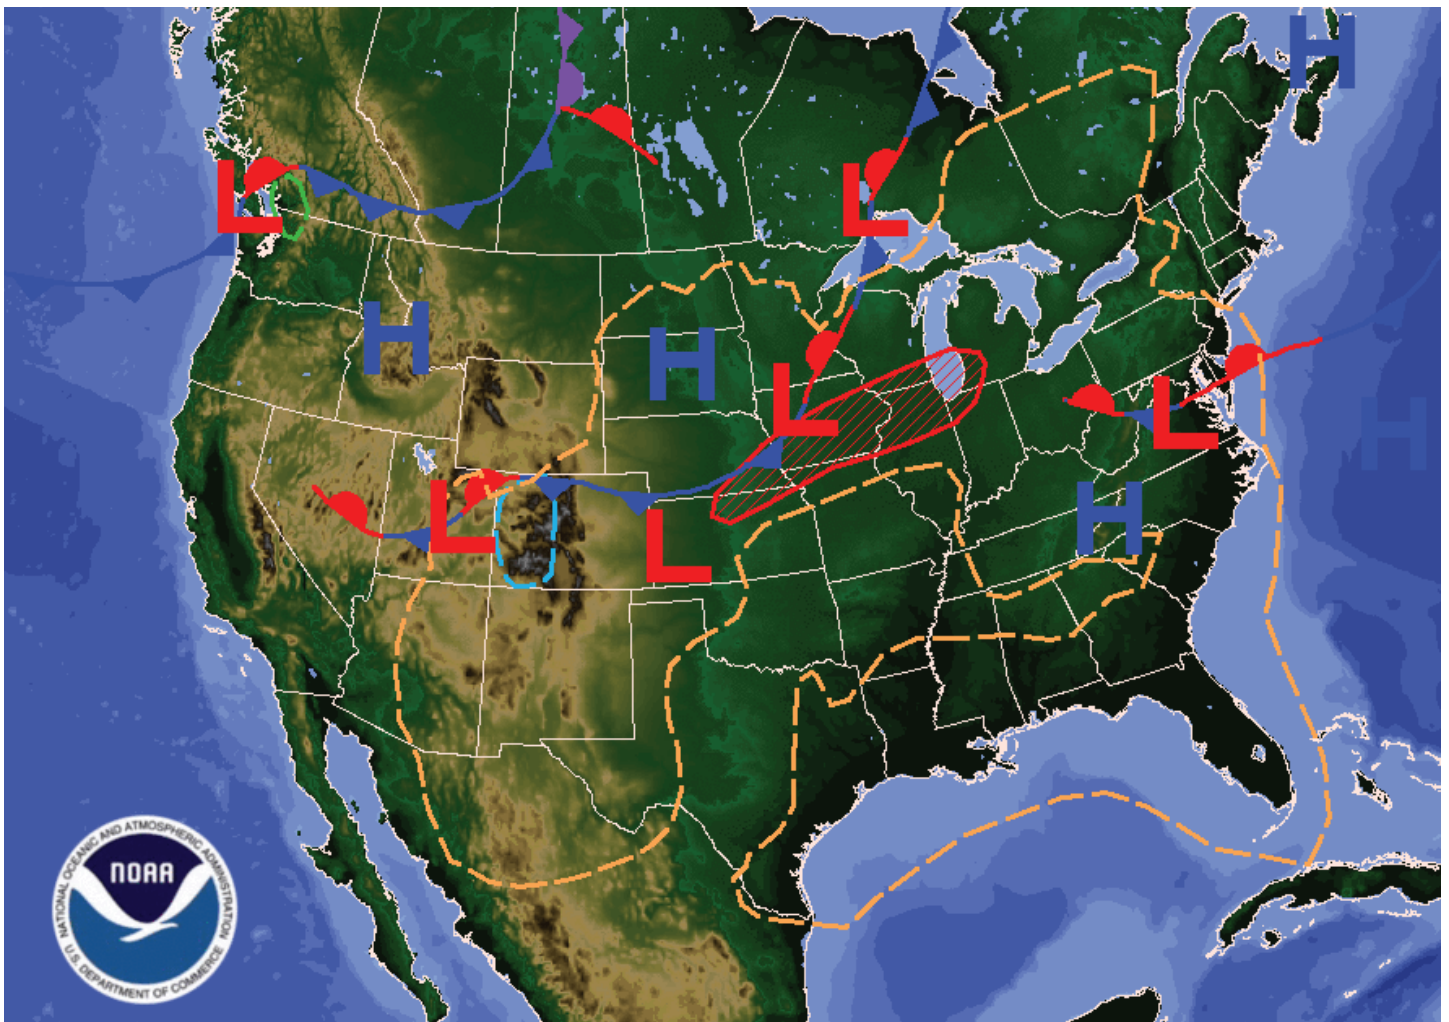 H
L
L
H
H
L
L
H
L
H
L
NOAA
NATIONAL OCEANIC AND ATMOSPHERIC ADMINISTRATION
U.S. DEPARTMENT OF COMMERCE